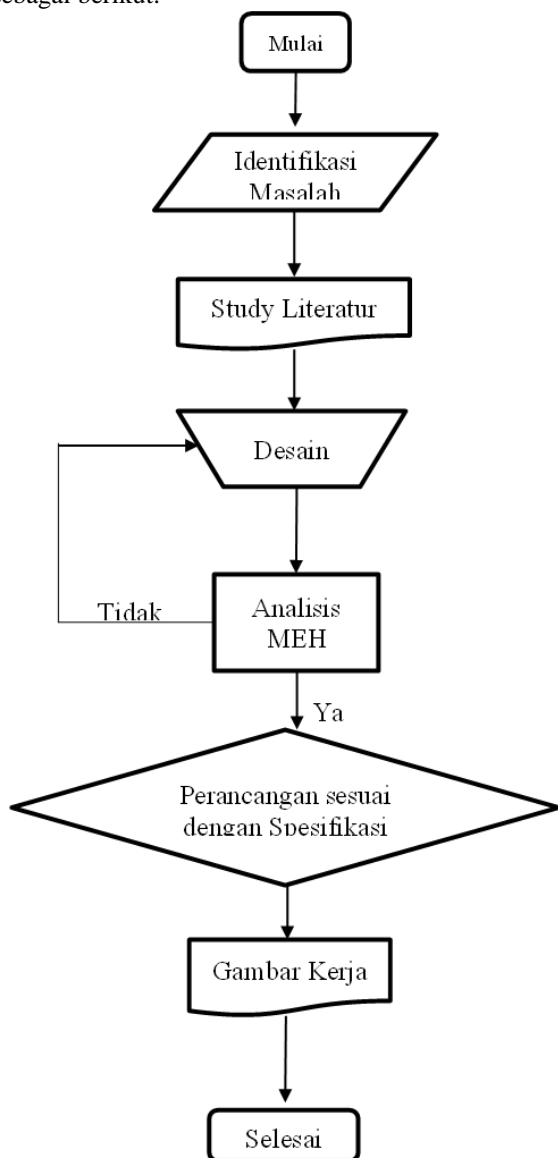 sebagai berikut:
Mulai
Identifikasi
Masalah
Study Literatur
Desain
Analisis
MEH
Tidak
Ya
Perancangan sesuai
dengan Spesifikasi
Gambar Kerja
Selesai